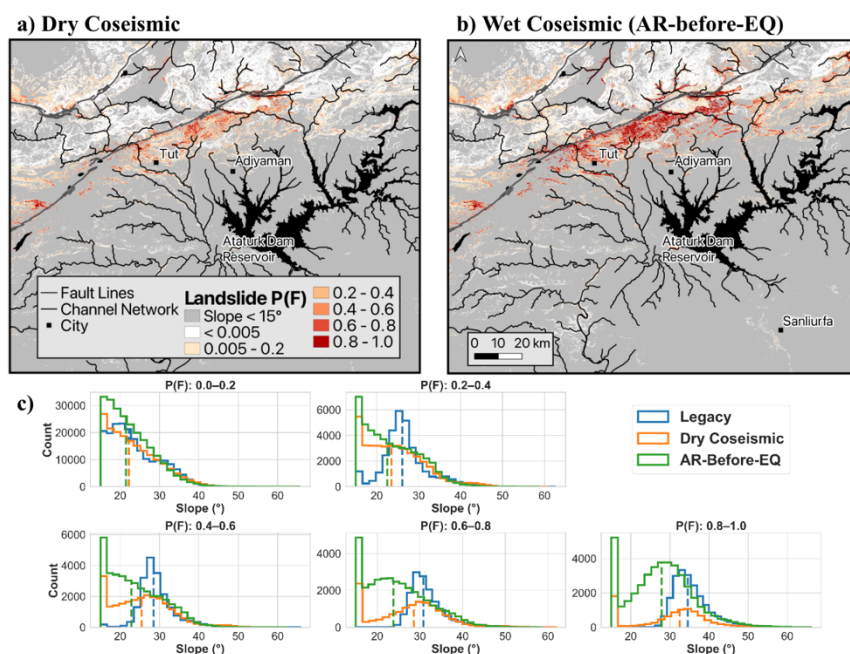 a) Dry Coseismic
b) Wet Coseismic (AR-before-EQ)
Tut
Adiyaman
Ataturk Dam
Reservoir
Fault Lines
Channel Network
City
Landslide P(F)
Slope < 15°
< 0.005
0.005 - 0.2
0.2 - 0.4
0.4 - 0.6
0.6 - 0.8
0.8 - 1.0
Tut
Adiyaman
Ataturk Dam
Reservoir
Sanliurfa
0 10 20 km
c)
P(F): 0.0–0.2
Count
30000
20000
10000
0
20 30 40 50 60
Slope (°)
P(F): 0.2–0.4
6000
4000
2000
0
20 30 40 50 60
Slope (°)
Legacy
Dry Coseismic
AR-Before-EQ
P(F): 0.4–0.6
Count
6000
4000
2000
0
20 30 40 50 60
Slope (°)
P(F): 0.6–0.8
4000
2000
0
20 30 40 50 60
Slope (°)
P(F): 0.8–1.0
4000
2000
0
20 30 40 50 60
Slope (°)